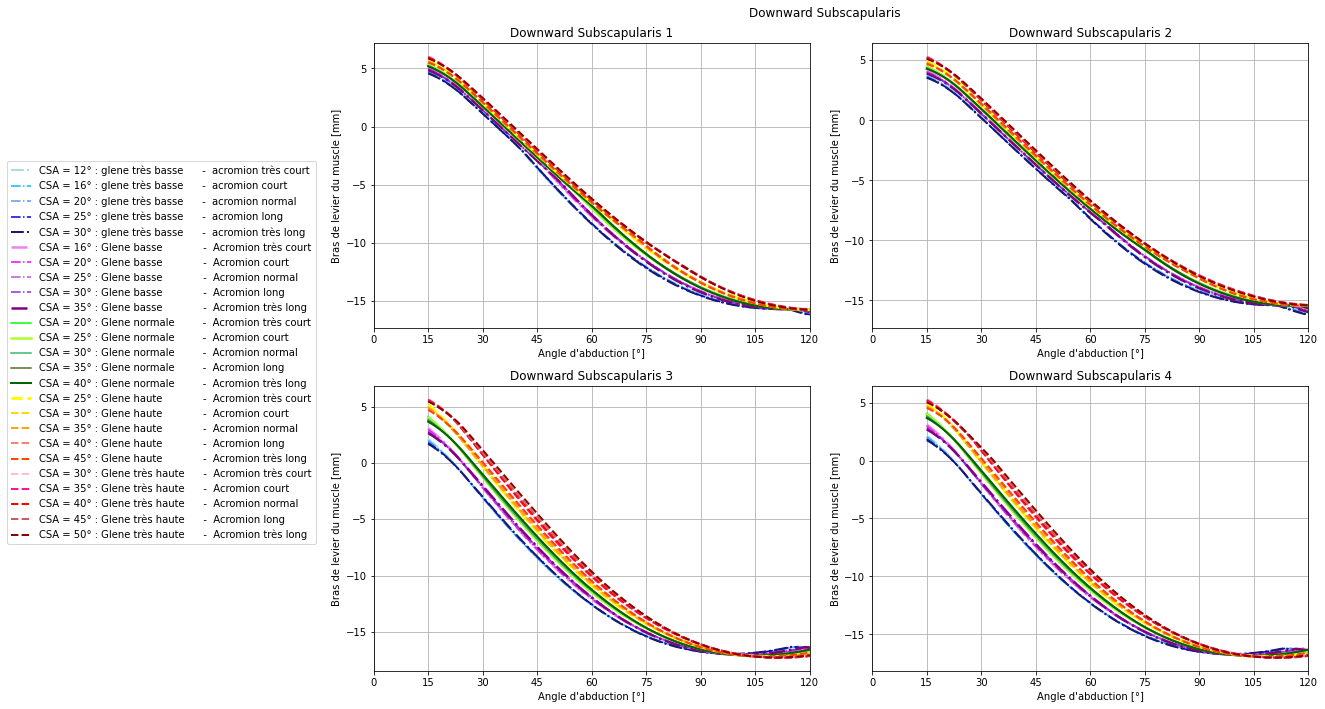 Downward Subscapularis
Downward Subscapularis 1
Bras de levier du muscle [mm]
5
0
−5
−10
−15
0 15 30 45 60 75 90 105 120
Angle d'abduction [°]
Downward Subscapularis 2
Bras de levier du muscle [mm]
5
0
−5
−10
−15
0 15 30 45 60 75 90 105 120
Angle d'abduction [°]
CSA = 12° : glene très basse - acromion très court
CSA = 16° : glene très basse - acromion court
CSA = 20° : glene très basse - acromion normal
CSA = 25° : glene très basse - acromion long
CSA = 30° : glene très basse - acromion très long
CSA = 16° : Glene basse - Acromion très court
CSA = 20° : Glene basse - Acromion court
CSA = 25° : Glene basse - Acromion normal
CSA = 30° : Glene basse - Acromion long
CSA = 35° : Glene basse - Acromion très long
CSA = 20° : Glene normale - Acromion très court
CSA = 25° : Glene normale - Acromion court
CSA = 30° : Glene normale - Acromion normal
CSA = 35° : Glene normale - Acromion long
CSA = 40° : Glene normale - Acromion très long
CSA = 25° : Glene haute - Acromion très court
CSA = 30° : Glene haute - Acromion court
CSA = 35° : Glene haute - Acromion normal
CSA = 40° : Glene haute - Acromion long
CSA = 45° : Glene haute - Acromion très long
CSA = 30° : Glene très haute - Acromion très court
CSA = 35° : Glene très haute - Acromion court
CSA = 40° : Glene très haute - Acromion normal
CSA = 45° : Glene très haute - Acromion long
CSA = 50° : Glene très haute - Acromion très long
Downward Subscapularis 3
Bras de levier du muscle [mm]
5
0
−5
−10
−15
0 15 30 45 60 75 90 105 120
Angle d'abduction [°]
Downward Subscapularis 4
Bras de levier du muscle [mm]
5
0
−5
−10
−15
0 15 30 45 60 75 90 105 120
Angle d'abduction [°]